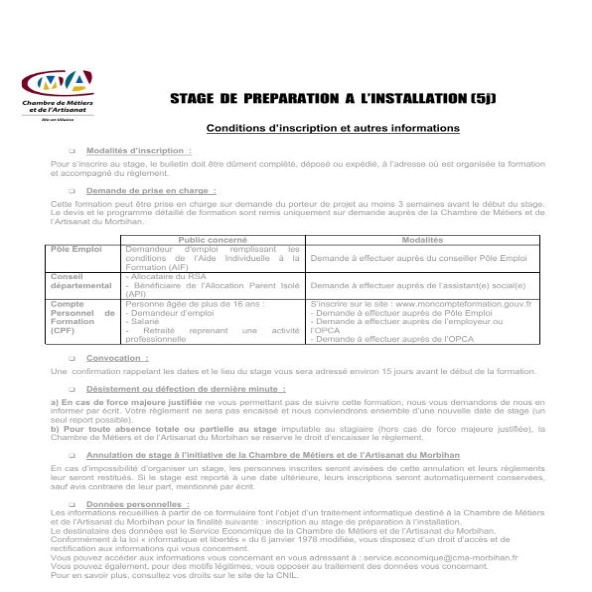 CMA
Chambre de Métiers
et de l'Artisanat
Ille-et-Vilaine
STAGE DE PREPARATION A L'INSTALLATION (5j)
Conditions d'inscription et autres informations
❑ Modalités d'inscription :
Pour s'inscrire au stage, le bulletin doit être dûment complété, déposé ou expédié, à l'adresse où est organisée la formation
et accompagné du règlement.
❑ Demande de prise en charge :
Cette formation peut être prise en charge sur demande du porteur de projet au moins 3 semaines avant le début du stage.
Le devis et le programme détaillé de formation sont remis uniquement sur demande auprès de la Chambre de Métiers et de
l'Artisanat du Morbihan.
Public concerné Modalités
Pôle Emploi Demandeur d'emploi remplissant les
conditions de l'Aide Individuelle à la
Formation (AIF) Demande à effectuer auprès du conseiller Pôle Emploi
Conseil
départemental - Allocataire du RSA
- Bénéficiaire de l'Allocation Parent Isolé
(API) Demande à effectuer auprès de l'assistant(e) social(e)
Compte
Personnel de
Formation
(CPF) Personne âgée de plus de 16 ans :
- Demandeur d'emploi
- Salarié
- Retraité reprenant une activité
professionnelle
S'inscrire sur le site : www.moncompteformation.gouv.fr
- Demande à effectuer auprès de Pôle Emploi
- Demande à effectuer auprès de l'employeur ou
l'OPCA
- Demande à effectuer auprès de l'OPCA
❑ Convocation :
Une confirmation rappelant les dates et le lieu du stage vous sera adressé environ 15 jours avant le début de la formation.
❑ Désistement ou défection de dernière minute :
a) En cas de force majeure justifiée ne vous permettant pas de suivre cette formation, nous vous demandons de nous en
informer par écrit. Votre règlement ne sera pas encaissé et nous conviendrons ensemble d'une nouvelle date de stage (un
seul report possible).
b) Pour toute absence totale ou partielle au stage imputable au stagiaire (hors cas de force majeure justifiée), la
Chambre de Métiers et de l'Artisanat du Morbihan se réserve le droit d'encaisser le règlement.
❑ Annulation de stage à l'initiative de la Chambre de Métiers et de l'Artisanat du Morbihan
En cas d'impossibilité d'organiser un stage, les personnes inscrites seront avisées de cette annulation et leurs règlements
leur seront restitués. Si le stage est reporté à une date ultérieure, leurs inscriptions seront automatiquement conservées,
sauf avis contraire de leur part, mentionné par écrit.
❑ Données personnelles :
Les informations recueillies à partir de ce formulaire font l'objet d'un traitement informatique destiné à la Chambre de Métiers
et de l'Artisanat du Morbihan pour la finalité suivante : inscription au stage de préparation à l'installation.
Le destinataire des données est le Service Economique de la Chambre de Métiers et de l'Artisanat du Morbihan.
Conformément à la loi « informatique et libertés » du 6 janvier 1978 modifiée, vous disposez d'un droit d'accès et de
rectification aux informations qui vous concernent.
Vous pouvez accéder aux informations vous concernant en vous adressant à : service.economique@cma-morbihan.fr
Vous pouvez également, pour des motifs légitimes, vous opposer au traitement des données vous concernant.
Pour en savoir plus, consultez vos droits sur le site de la CNIL.